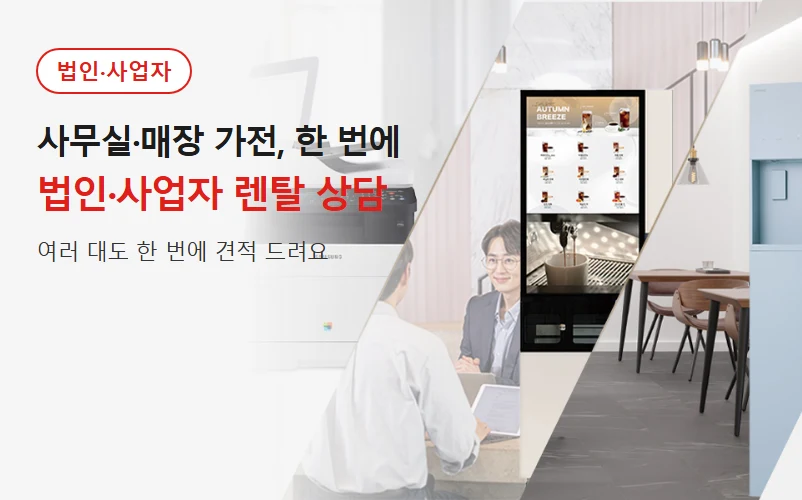 법인·사업자
사무실·매장 가전, 한 번에
법인·사업자 렌탈 상담
여러 대도 한 번에 견적 드려요
AUTUMN
BREEZE